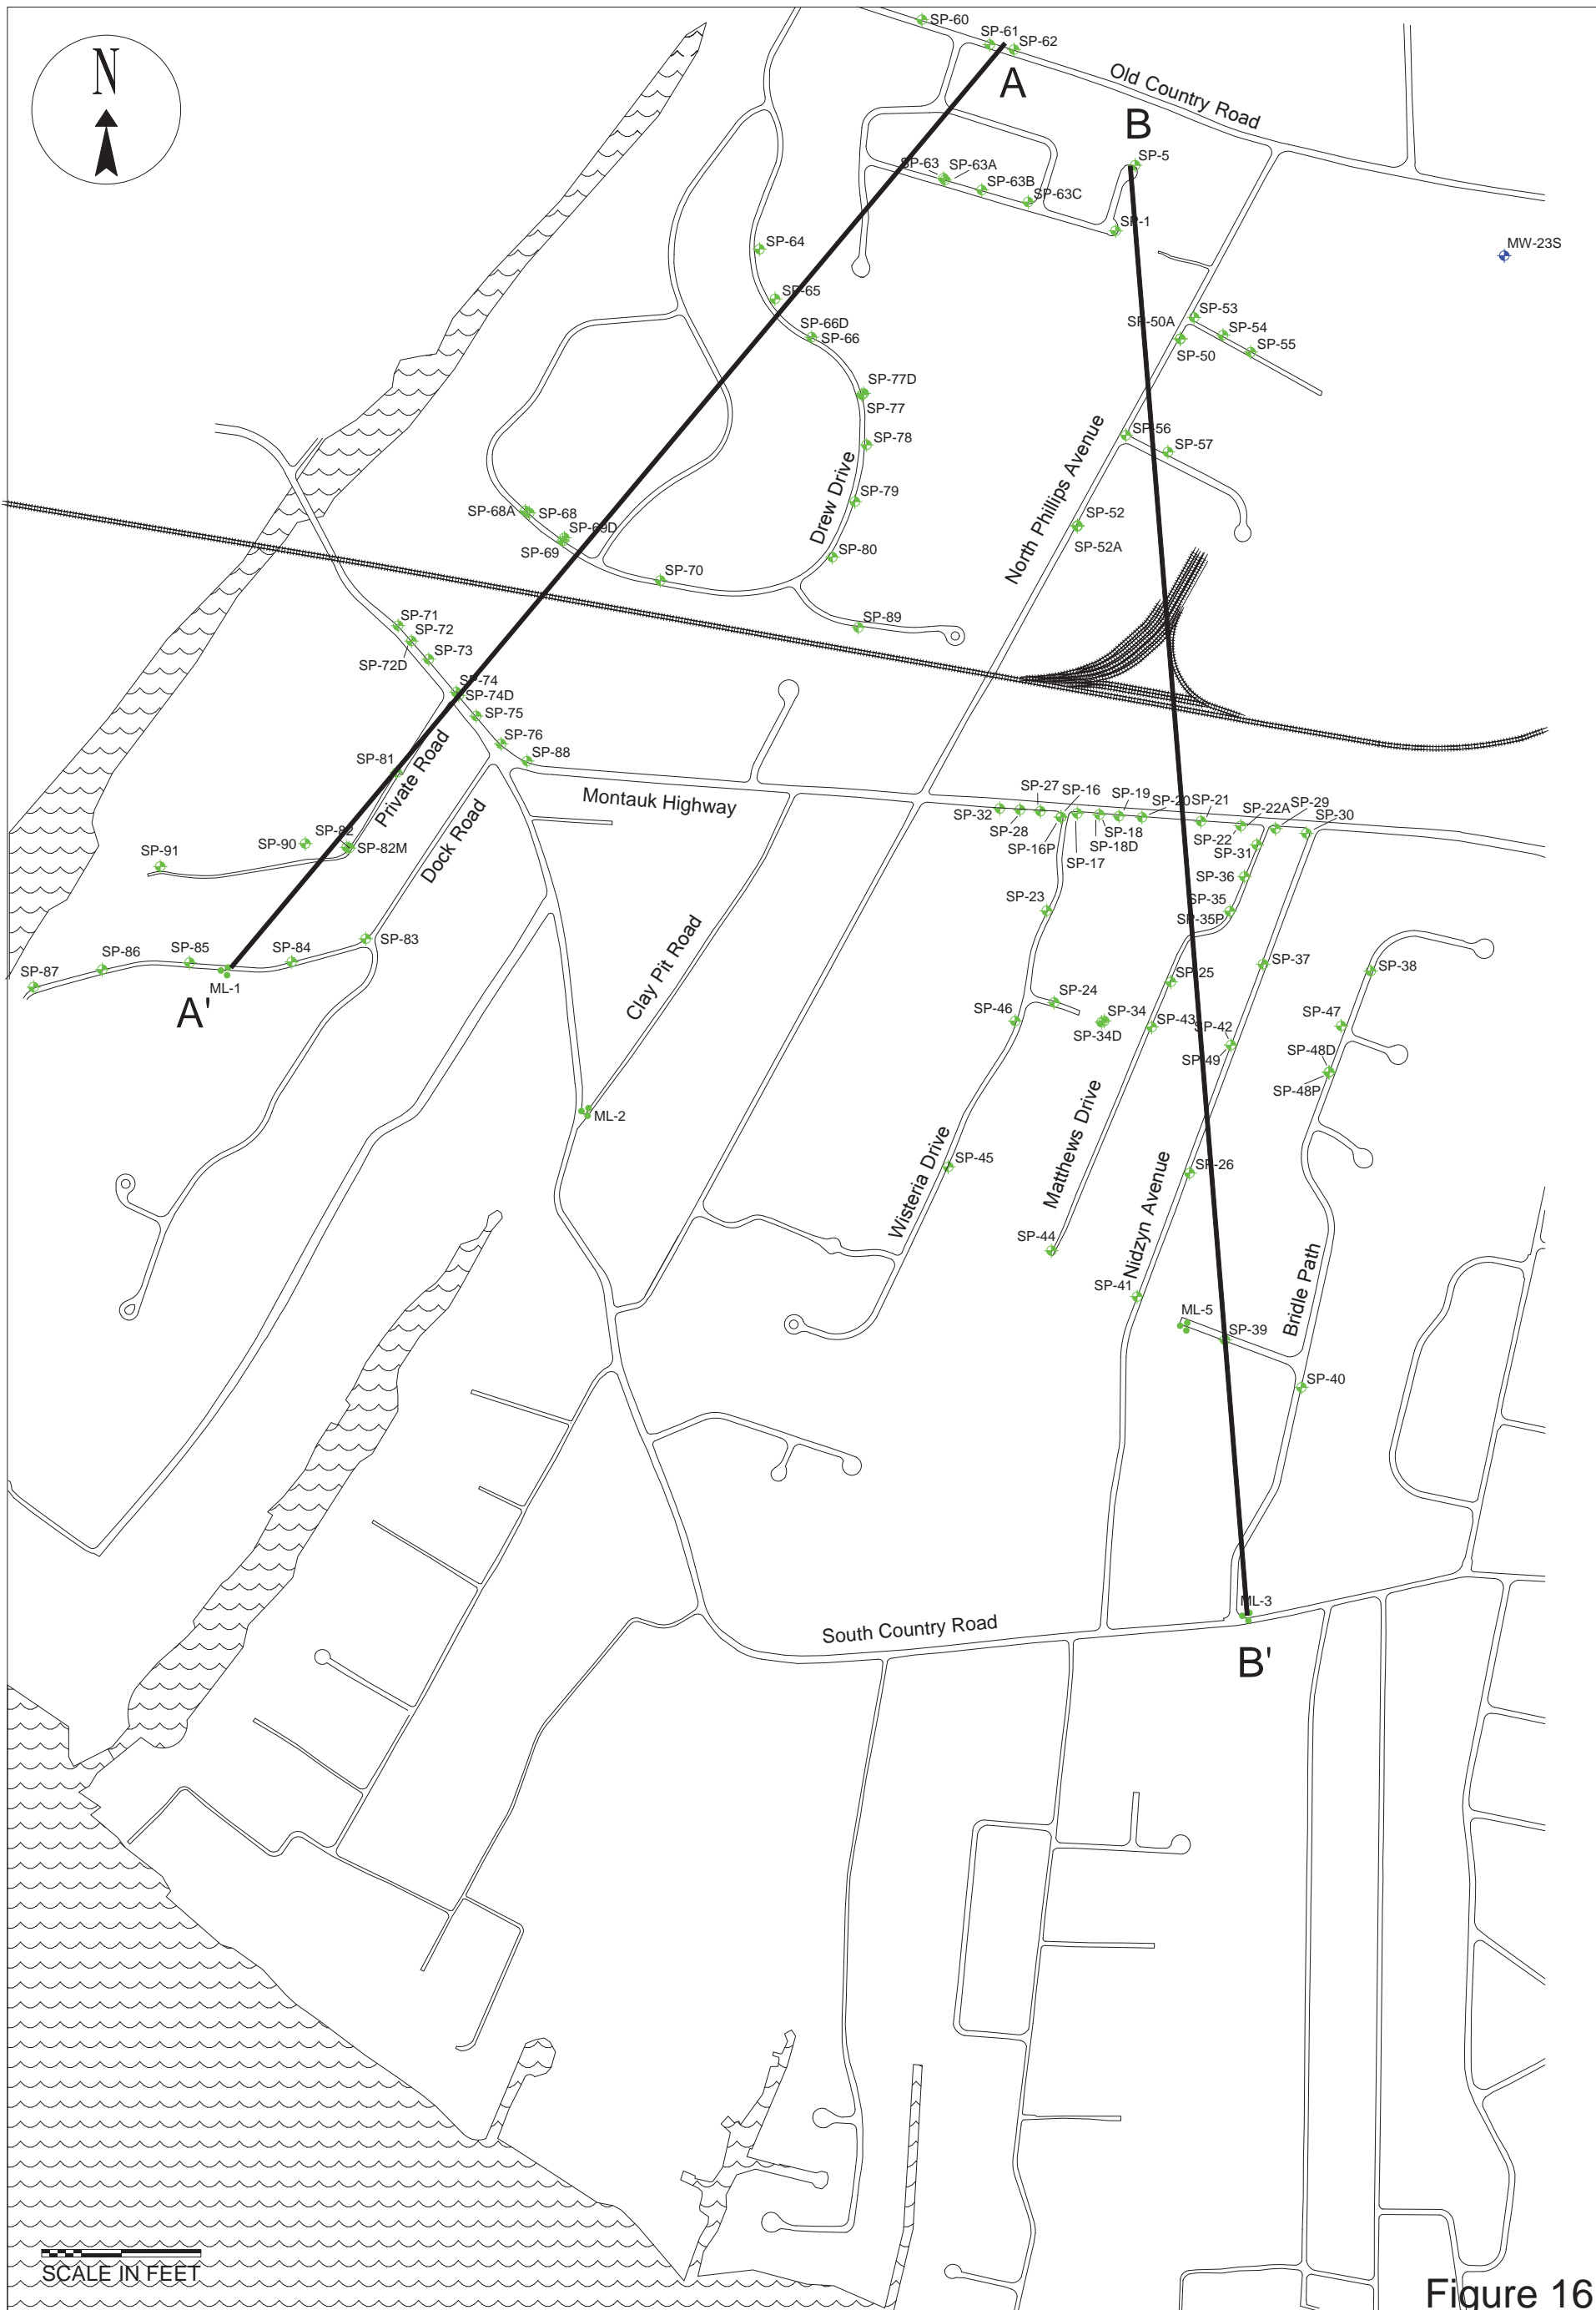 N
SP-60
SP-61
SP-62
A
Old Country Road
B
SP-5
SP-63
SP-63A
SP-63B
SP-63C
SP-1
SP-64
MW-23S
SP-65
SP-66D
SP-66
SP-53
SP-50A
SP-54
SP-55
SP-50
SP-77D
SP-77
SP-78
SP-56
SP-57
North Phillips Avenue
Drew Drive
SP-79
SP-68A
SP-68
SP-69D
SP-69
SP-52
SP-52A
SP-80
SP-70
SP-89
SP-71
SP-72
SP-72D
SP-73
SP-74
SP-74D
SP-75
SP-76
SP-88
SP-81
Private Road
Montauk Highway
SP-32
SP-27
SP-16
SP-19
SP-20
SP-21
SP-22A
SP-29
SP-30
SP-28
SP-16P
SP-17
SP-18
SP-18D
SP-22
SP-31
SP-90
SP-82
SP-82M
SP-91
Dock Road
SP-36
SP-23
SP-35
SP-35P
SP-83
SP-84
SP-85
SP-86
SP-87
ML-1
A'
Clay Pit Road
SP-37
SP-38
SP-25
SP-24
SP-46
SP-34
SP-34D
SP-43
SP-42
SP-49
SP-47
SP-48D
SP-48P
ML-2
Wisteria Drive
SP-45
Matthews Drive
SP-26
Nidzyn Avenue
SP-44
SP-41
Bridle Path
ML-5
SP-39
SP-40
ML-3
South Country Road
B'
SCALE IN FEET
Figure 16